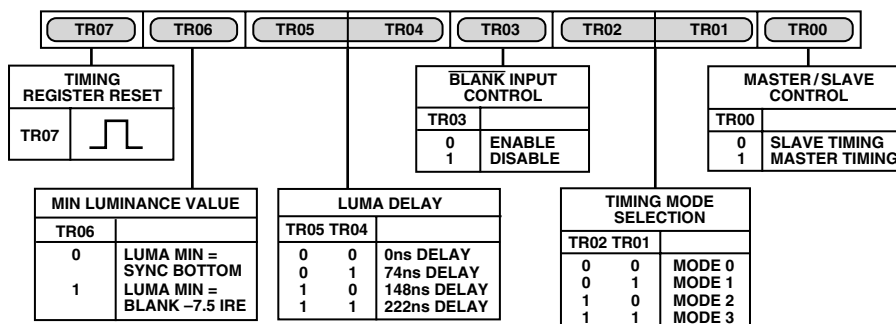 TR07 TR06 TR05 TR04 TR03 TR02 TR01 TR00
TIMING
REGISTER RESET
TR07
BLANK INPUT
CONTROL
TR03
0 ENABLE
1 DISABLE
MASTER/SLAVE
CONTROL
TR00
0 SLAVE TIMING
1 MASTER TIMING
MIN LUMINANCE VALUE
TR06
0 LUMA MIN =
SYNC BOTTOM
1 LUMA MIN =
BLANK –7.5 IRE
LUMA DELAY
TR05 TR04
0 0 0ns DELAY
0 1 74ns DELAY
1 0 148ns DELAY
1 1 222ns DELAY
TIMING MODE
SELECTION
TR02 TR01
0 0 MODE 0
0 1 MODE 1
1 0 MODE 2
1 1 MODE 3